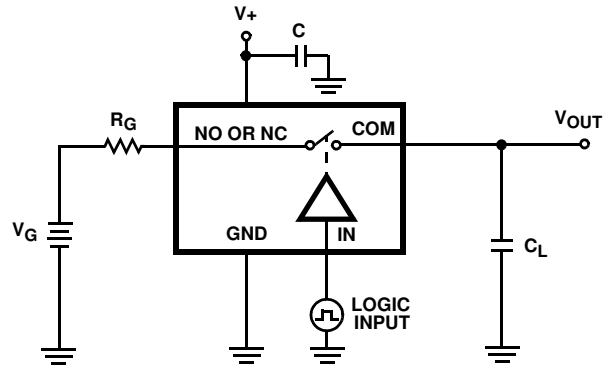 V+
C
RG
NO OR NC
COM
VOUT
VG
GND
IN
CL
LOGIC
INPUT